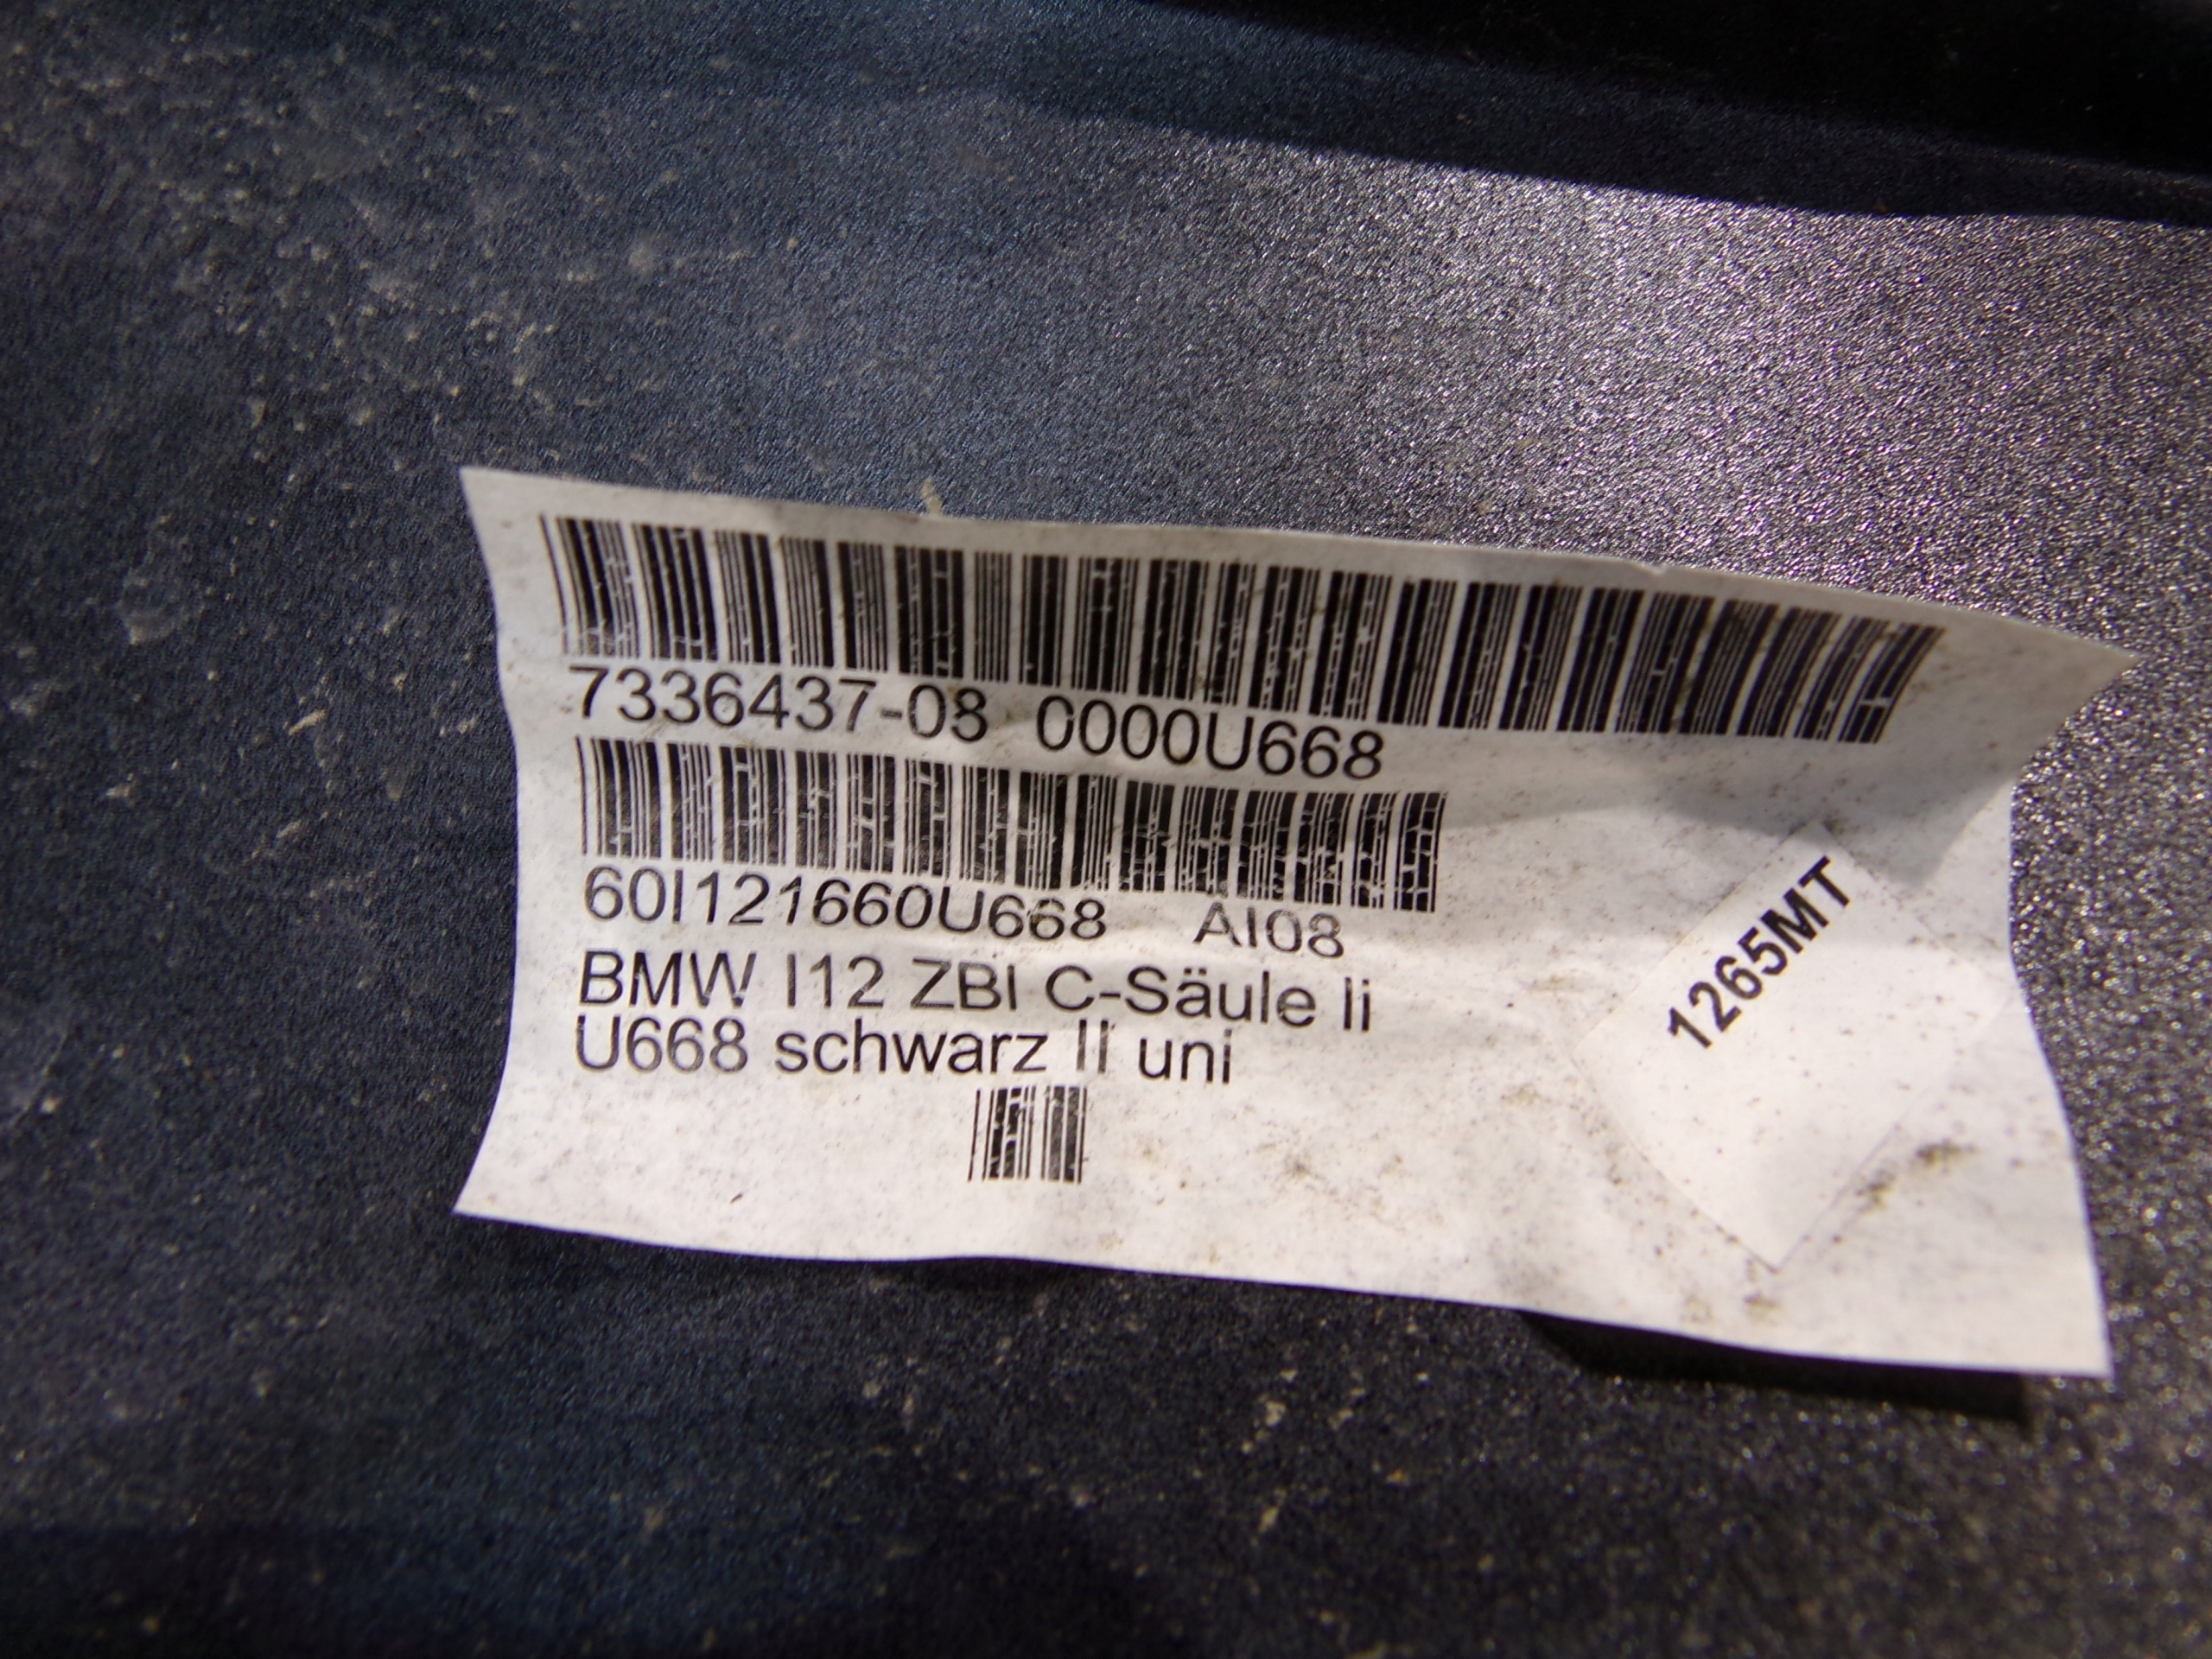 7336437-08 0000U668
60I121660U668 AI08
BMW I12 ZBI C-Säule li
U668 schwarz II uni
1265MT